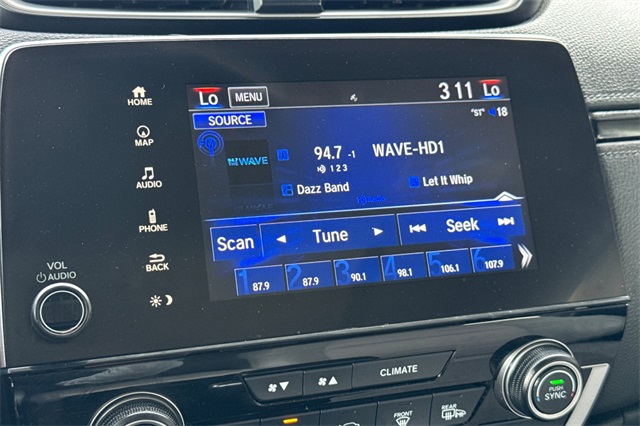 HOME
MAP
AUDIO
PHONE
BACK
VOL
AUDIO
Lo MENU 3 11 Lo
SOURCE "ST" 18
WAVE
94.7 -1 WAVE-HD1
1 2 3
Dazz Band Let It Whip
Scan Tune Seek
1 87.9 2 87.9 3 90.1 4 98.1 5 106.1 6 107.9
CLIMATE
FRONT REAR
PUSH
SYNC